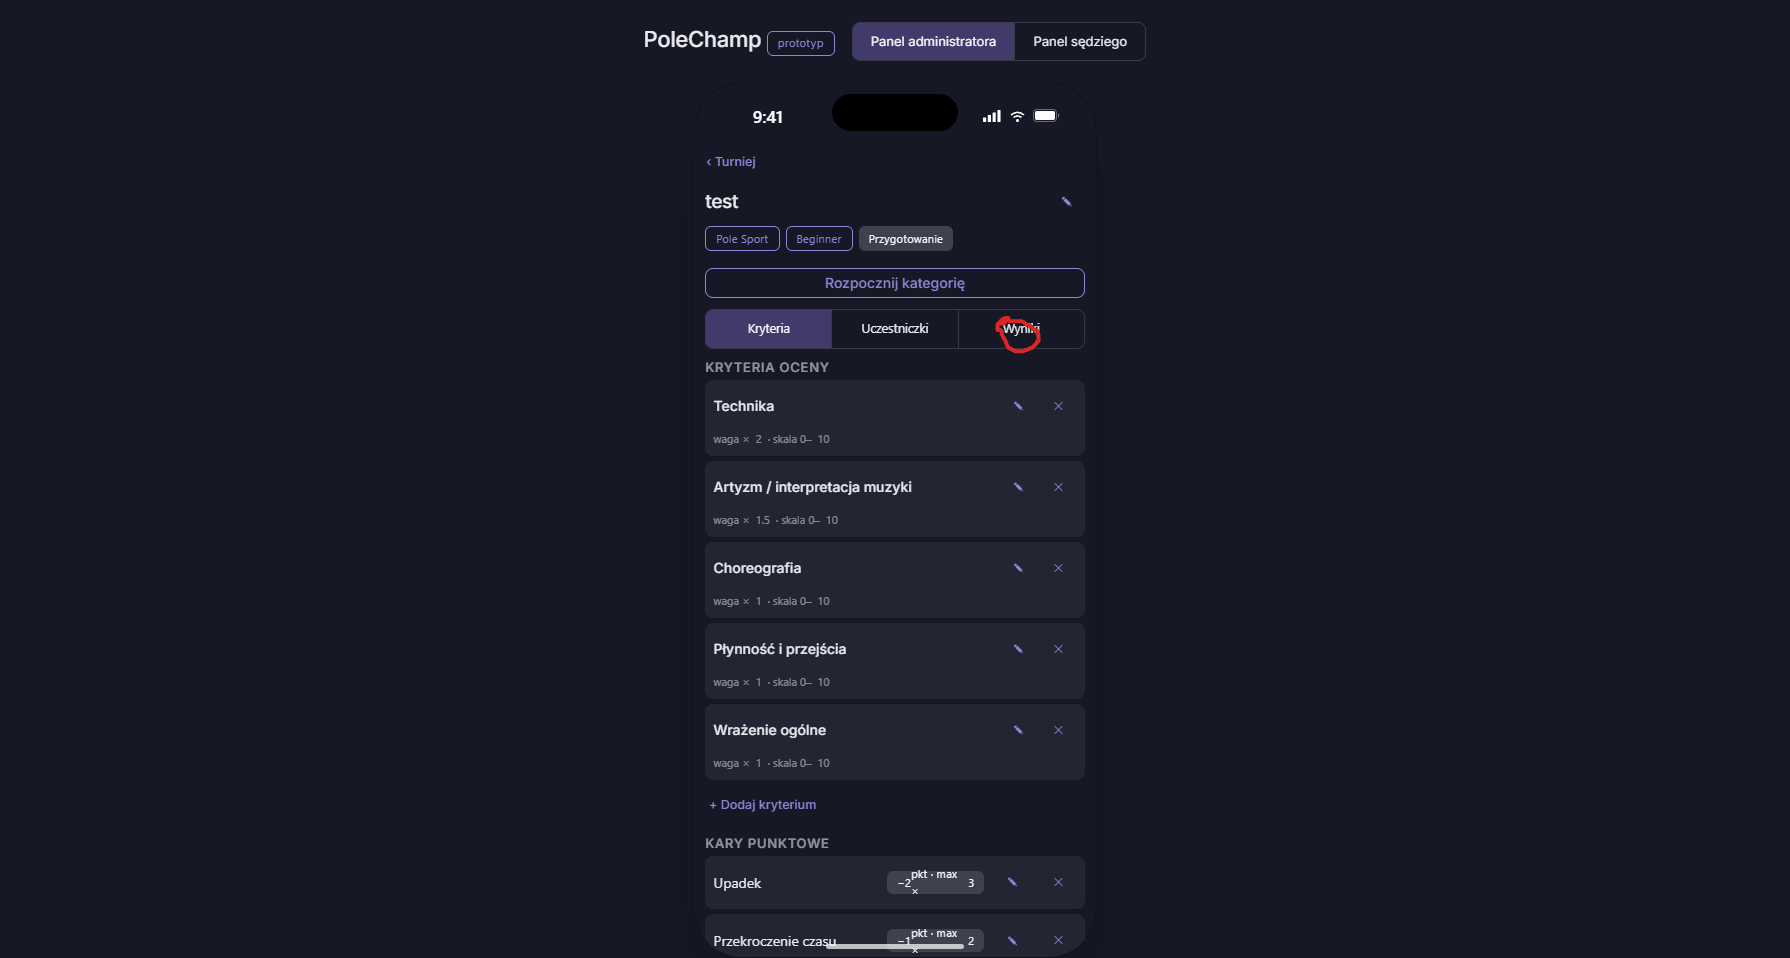 PoleChamp prototyp Panel administratora Panel sędziego
9:41
‹ Turniej
test
Pole Sport Beginner Przygotowanie
Rozpocznij kategorię
Kryteria Uczestniczki Wyniki
KRYTERIA OCENY
Technika
waga × 2 · skala 0– 10
Artyzm / interpretacja muzyki
waga × 1.5 · skala 0– 10
Choreografia
waga × 1 · skala 0– 10
Płynność i przejścia
waga × 1 · skala 0– 10
Wrażenie ogólne
waga × 1 · skala 0– 10
+ Dodaj kryterium
KARY PUNKTOWE
Upadek −2 pkt · max × 3
Przekroczenie czasu −1 pkt · max × 2